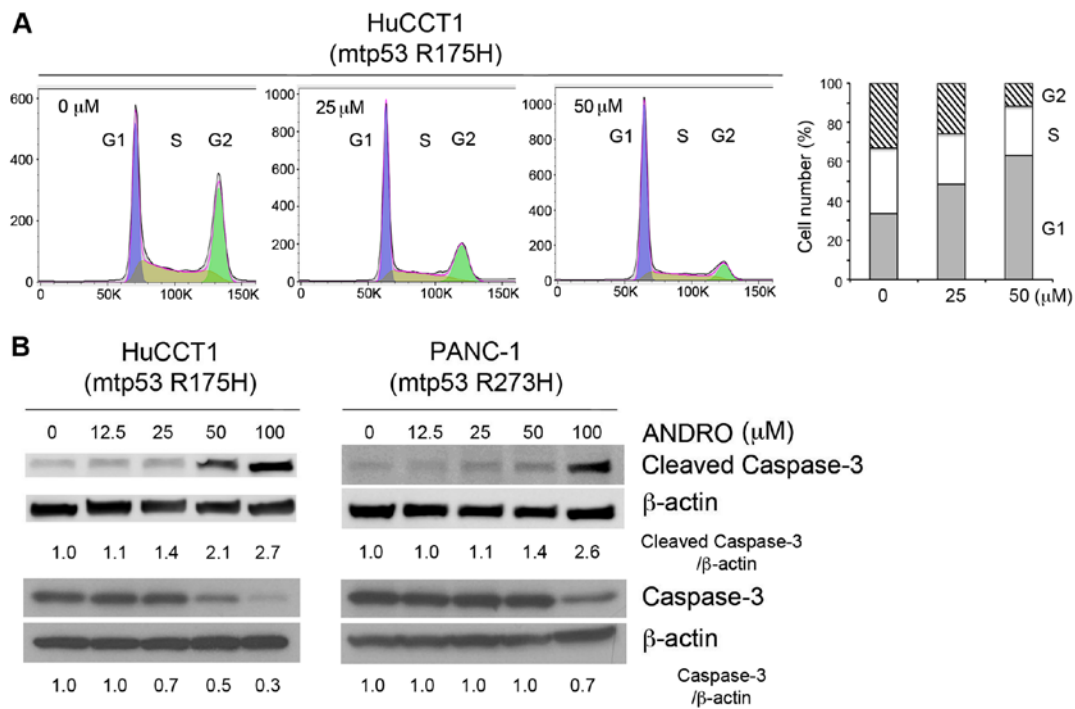 A
HuCCT1
(mtp53 R175H)
600
400
200
0
0 μM
G1 S G2
0 50K 100K 150K
1000
800
600
400
200
0
25 μM
G1 S G2
0 50K 100K 150K
1000
800
600
400
200
0
50 μM
G1 S G2
0 50K 100K 150K
Cell number (%)
100
80
60
40
20
0
G2
S
G1
0 25 50 (μM)
B
HuCCT1
(mtp53 R175H)
PANC-1
(mtp53 R273H)
0 12.5 25 50 100 0 12.5 25 50 100 ANDRO (μM)
Cleaved Caspase-3
β-actin
1.0 1.1 1.4 2.1 2.7 1.0 1.0 1.1 1.4 2.6 Cleaved Caspase-3
/β-actin
Caspase-3
β-actin
1.0 1.0 0.7 0.5 0.3 1.0 1.0 1.0 1.0 0.7 Caspase-3
/β-actin